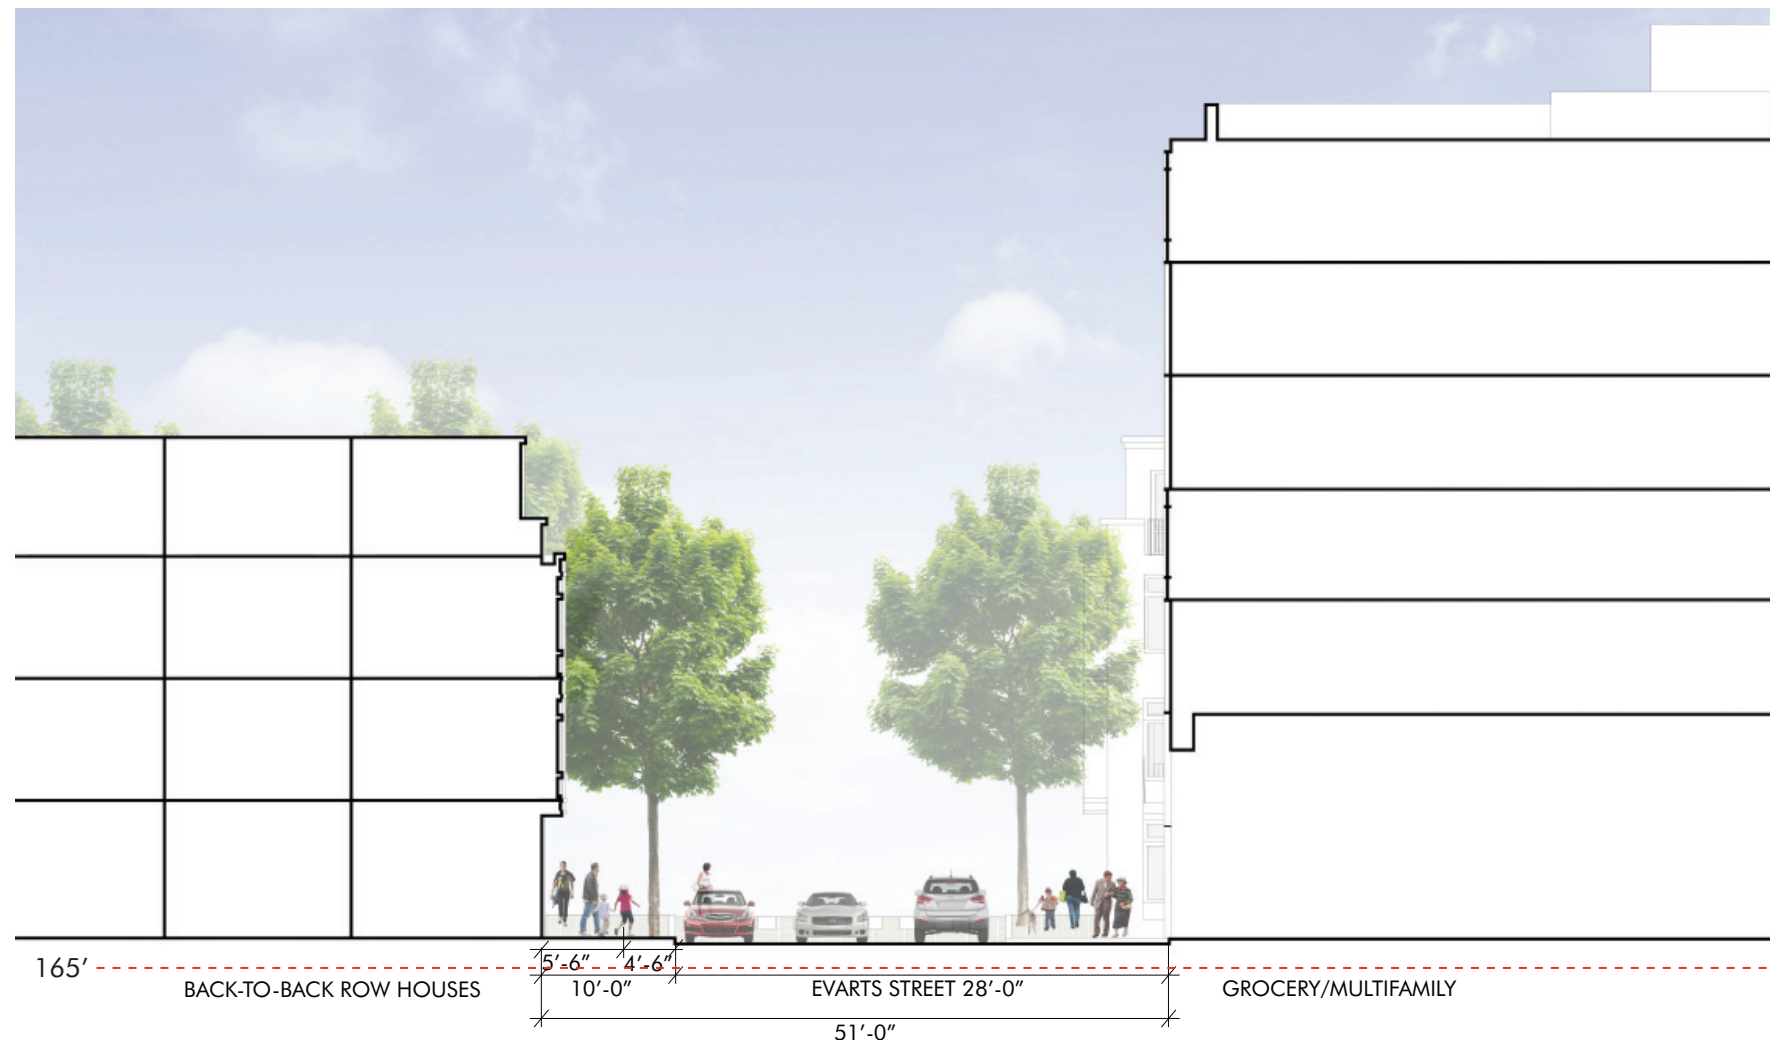 5’-6”
4’-6”
165’
BACK-TO-BACK ROW HOUSES
10’-0”
EVARTS STREET 28’-0”
GROCERY/MULTIFAMILY
51’-0”